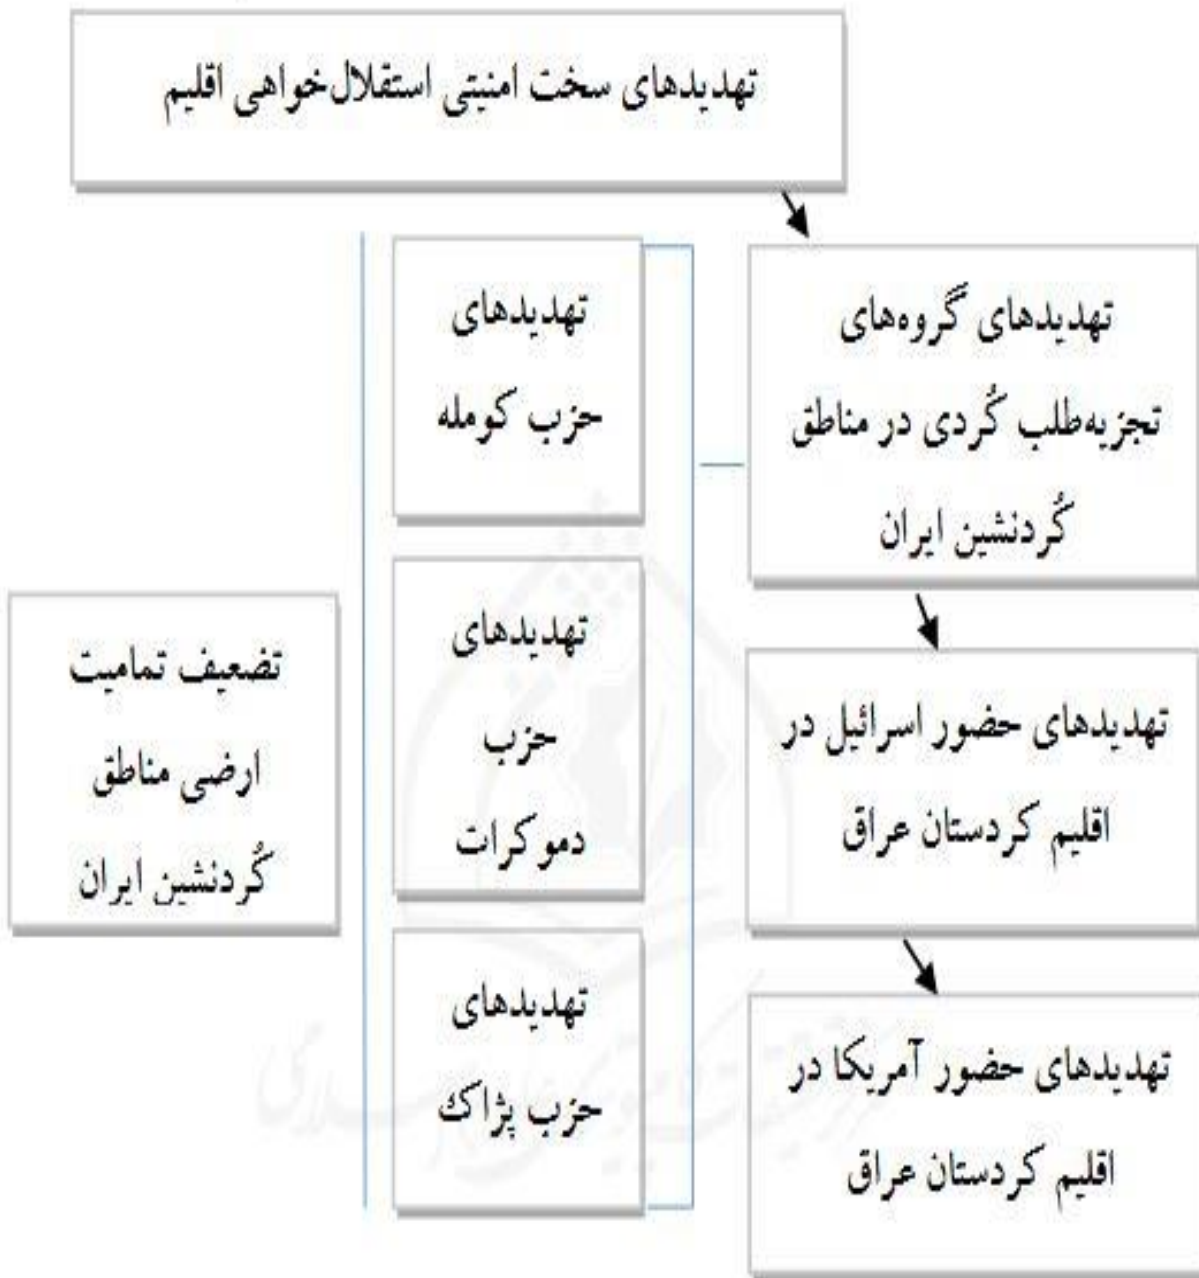 تهدیدهای سخت امنیتی استقلال‌خواهی اقلیم
تهدیدهای گروه‌های
تجزیه‌طلب کُردی در مناطق
کُردنشین ایران
تهدیدهای حضور اسرائیل در
اقلیم کردستان عراق
تهدیدهای حضور آمریکا در
اقلیم کردستان عراق
تهدیدهای
حزب کومله
تهدیدهای
حزب
دموکرات
تهدیدهای
حزب پژاک
تضعیف تمامیت
ارضی مناطق
کُردنشین ایران